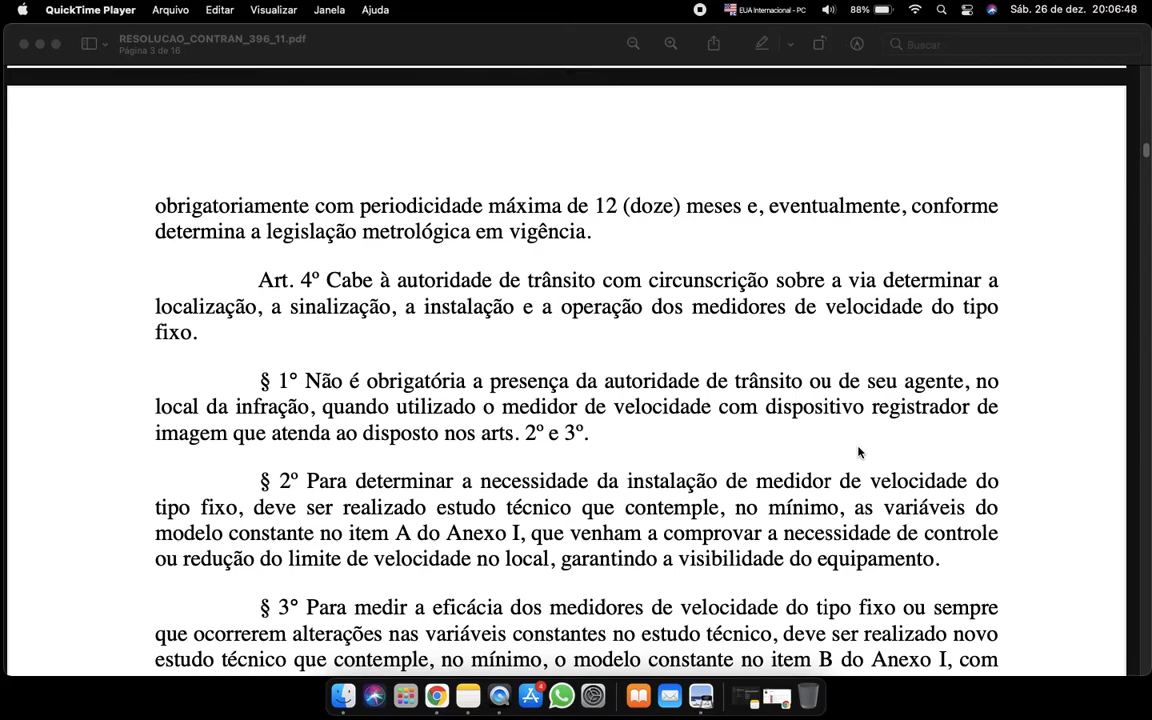 QuickTime Player Arquivo Editar Visualizar Janela Ajuda EUA Internacional - PC 88% Sáb. 26 de dez. 20:06:48
RESOLUCAO_CONTRAN_396_11.pdf
Página 3 de 16
Buscar
obrigatoriamente com periodicidade máxima de 12 (doze) meses e, eventualmente, conforme
determina a legislação metrológica em vigência.
Art. 4º Cabe à autoridade de trânsito com circunscrição sobre a via determinar a
localização, a sinalização, a instalação e a operação dos medidores de velocidade do tipo
fixo.
§ 1° Não é obrigatória a presença da autoridade de trânsito ou de seu agente, no
local da infração, quando utilizado o medidor de velocidade com dispositivo registrador de
imagem que atenda ao disposto nos arts. 2º e 3º.
§ 2º Para determinar a necessidade da instalação de medidor de velocidade do
tipo fixo, deve ser realizado estudo técnico que contemple, no mínimo, as variáveis do
modelo constante no item A do Anexo I, que venham a comprovar a necessidade de controle
ou redução do limite de velocidade no local, garantindo a visibilidade do equipamento.
§ 3° Para medir a eficácia dos medidores de velocidade do tipo fixo ou sempre
que ocorrerem alterações nas variáveis constantes no estudo técnico, deve ser realizado novo
estudo técnico que contemple, no mínimo, o modelo constante no item B do Anexo I, com
4